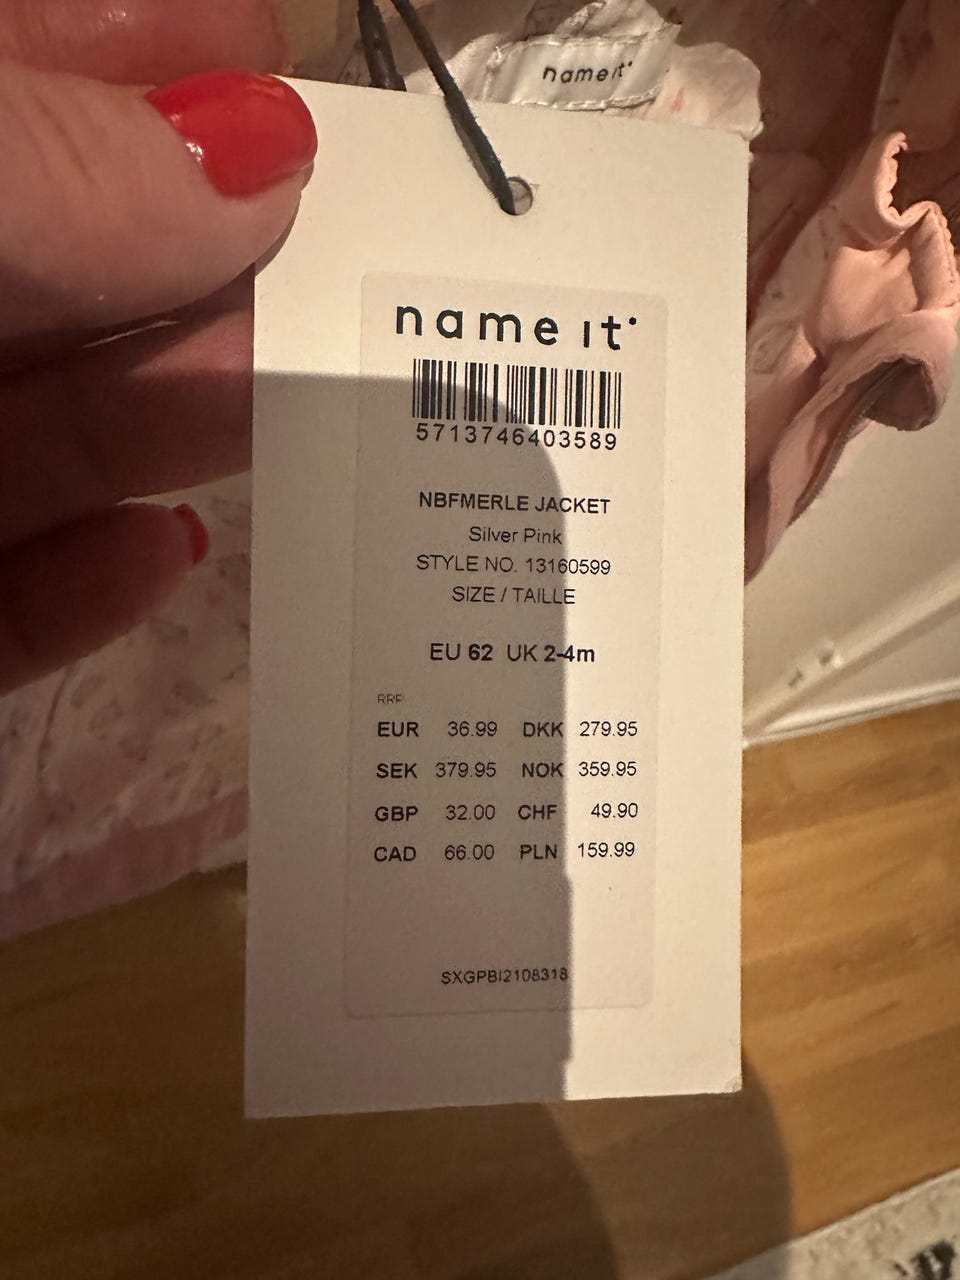 name it
name it
5713746403589
NBFMERLE JACKET
Silver Pink
STYLE NO. 13160599
SIZE / TAILLE
EU 62 UK 2-4m
RRP
EUR 36.99 DKK 279.95
SEK 379.95 NOK 359.95
GBP 32.00 CHF 49.90
CAD 66.00 PLN 159.99
SXGPBI2108318